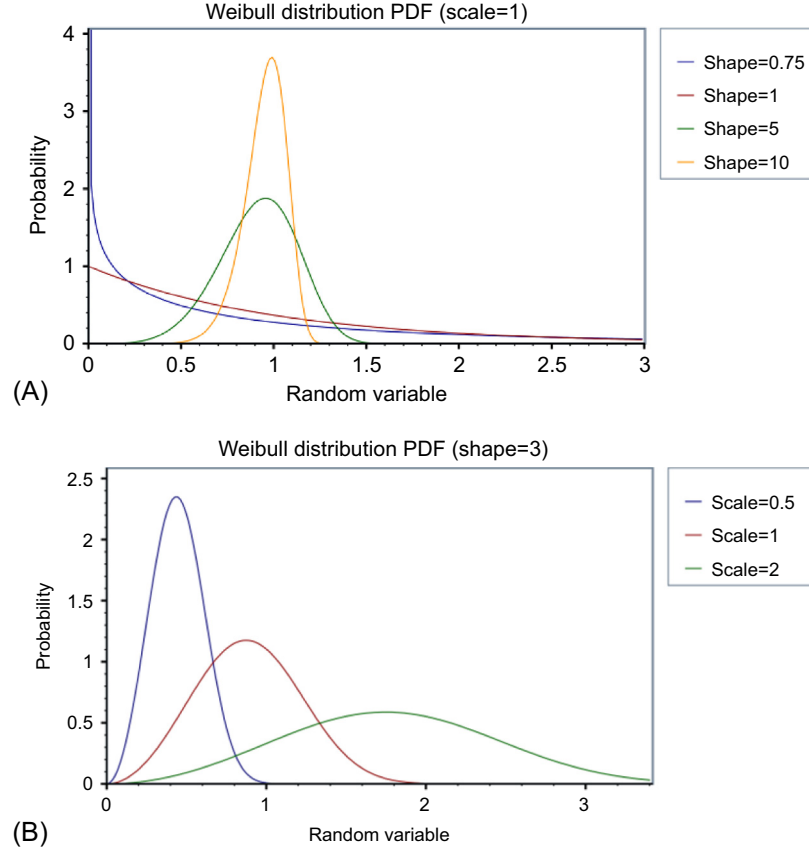 Weibull distribution PDF (scale=1)
4
3
2
1
0
Probability
0 0.5 1 1.5 2 2.5 3
Random variable
Shape=0.75
Shape=1
Shape=5
Shape=10
(A)
Weibull distribution PDF (shape=3)
2.5
2
1.5
1
0.5
0
Probability
0 1 2 3
Random variable
Scale=0.5
Scale=1
Scale=2
(B)